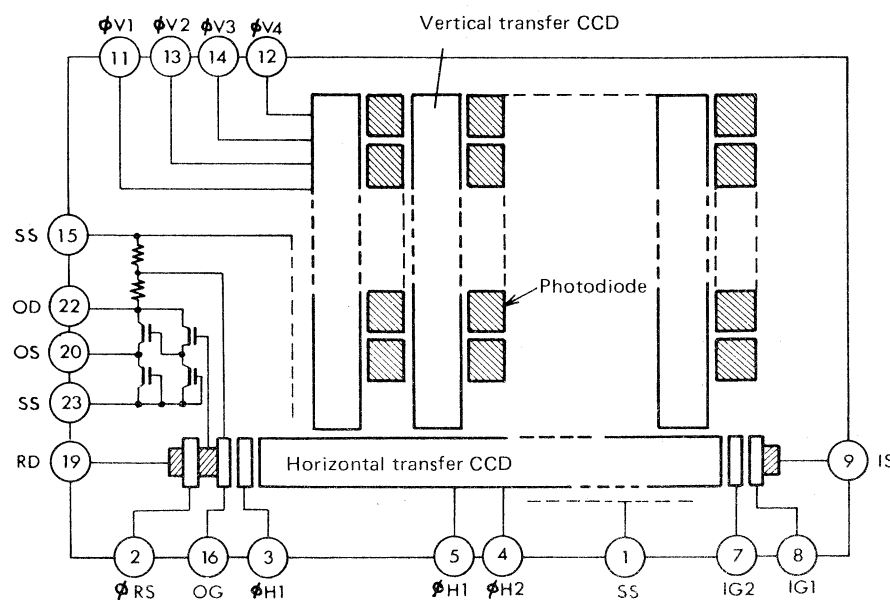 Vertical transfer CCD
ϕV1 ϕV2 ϕV3 ϕV4
11 13 14 12
SS 15
OD 22
Photodiode
OS 20
SS 23
RD 19
Horizontal transfer CCD
9 IS
2 16 3 5 4 1 7 8
ϕRS OG ϕH1 ϕH1 ϕH2 SS IG2 IG1